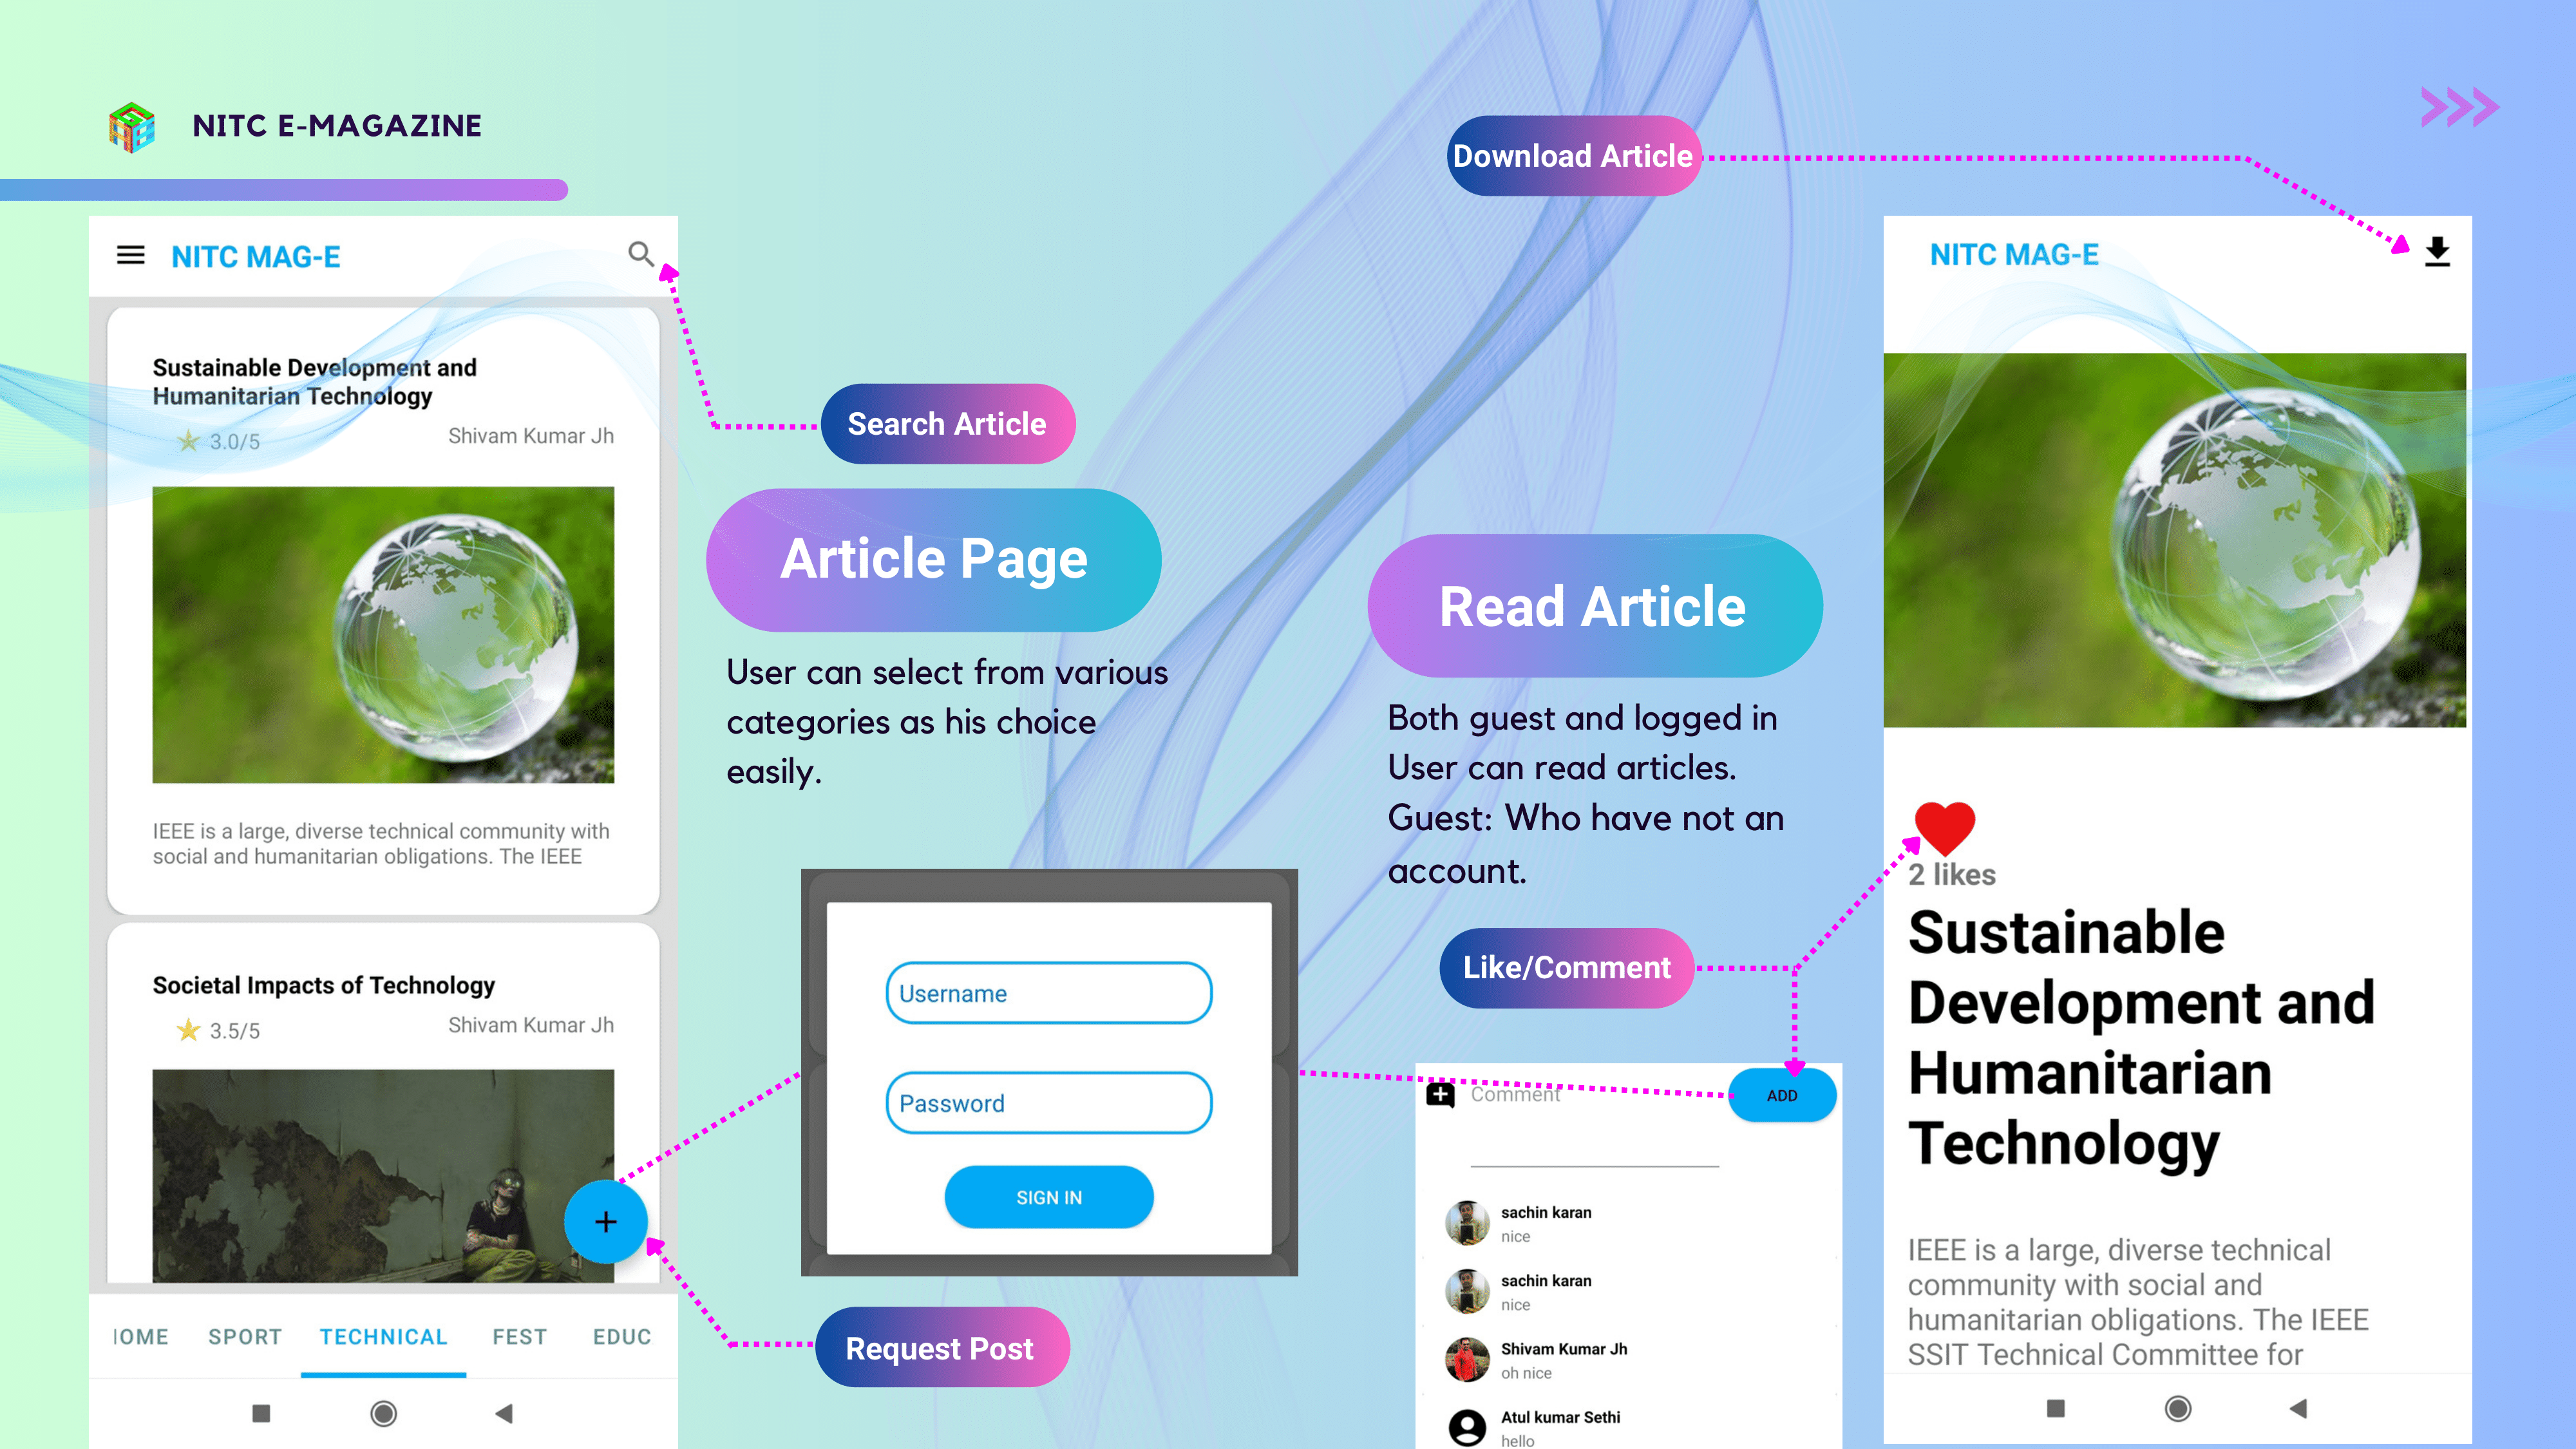 NITC E-MAGAZINE
NITC MAG-E
Sustainable Development and
Humanitarian Technology
3.0/5
Shivam Kumar Jh
IEEE is a large, diverse technical community with
social and humanitarian obligations. The IEEE
Societal Impacts of Technology
3.5/5
Shivam Kumar Jh
+
IOME SPORT TECHNICAL FEST EDUC
Search Article
Article Page
User can select from various
categories as his choice
easily.
Username
Password
SIGN IN
Request Post
Download Article
Read Article
Both guest and logged in
User can read articles.
Guest: Who have not an
account.
Like/Comment
Comment
ADD
sachin karan
nice
sachin karan
nice
Shivam Kumar Jh
oh nice
Atul kumar Sethi
hello
NITC MAG-E
2 likes
Sustainable
Development and
Humanitarian
Technology
IEEE is a large, diverse technical
community with social and
humanitarian obligations. The IEEE
SSIT Technical Committee for